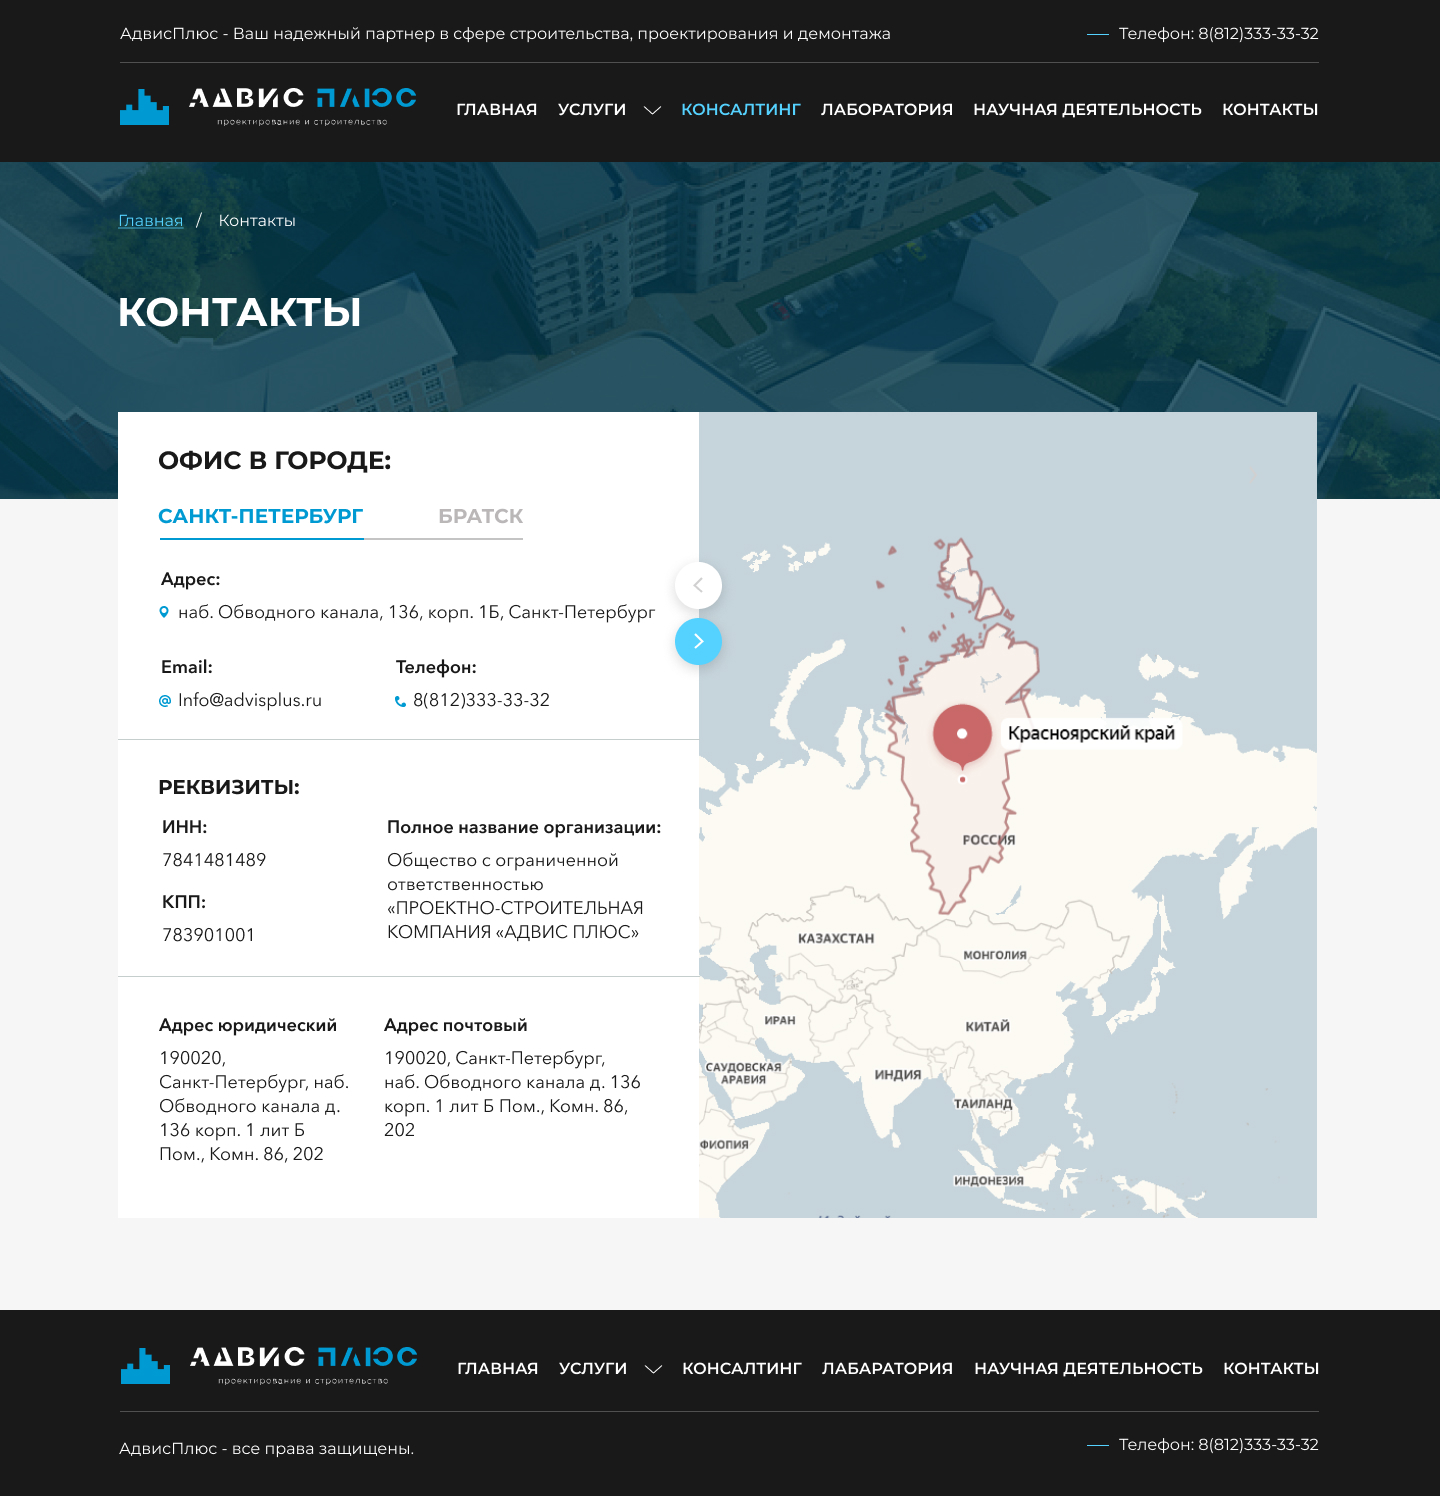 АдвисПлюс - Ваш надежный партнер в сфере строительства, проектирования и демонтажа
Телефон: 8(812)333-33-32
АДВИС ПЛЮС
проектирование и строительство
ГЛАВНАЯ УСЛУГИ КОНСАЛТИНГ ЛАБОРАТОРИЯ НАУЧНАЯ ДЕЯТЕЛЬНОСТЬ КОНТАКТЫ
Главная / Контакты
КОНТАКТЫ
ОФИС В ГОРОДЕ:
САНКТ-ПЕТЕРБУРГ БРАТСК
Адрес:
наб. Обводного канала, 136, корп. 1Б, Санкт-Петербург
Email:
Info@advisplus.ru
Телефон:
8(812)333-33-32
РЕКВИЗИТЫ:
ИНН:
7841481489
КПП:
783901001
Полное название организации:
Общество с ограниченной
ответственностью
«ПРОЕКТНО-СТРОИТЕЛЬНАЯ
КОМПАНИЯ «АДВИС ПЛЮС»
Адрес юридический
190020,
Санкт-Петербург, наб.
Обводного канала д.
136 корп. 1 лит Б
Пом., Комн. 86, 202
Адрес почтовый
190020, Санкт-Петербург,
наб. Обводного канала д. 136
корп. 1 лит Б Пом., Комн. 86,
202
Красноярский край
РОССИЯ
КАЗАХСТАН
МОНГОЛИЯ
ИРАН
КИТАЙ
САУДОВСКАЯ
АРАВИЯ
ИНДИЯ
ТАИЛАНД
ФИОПИЯ
ИНДОНЕЗИЯ
АДВИС ПЛЮС
проектирование и строительство
ГЛАВНАЯ УСЛУГИ КОНСАЛТИНГ ЛАБАРАТОРИЯ НАУЧНАЯ ДЕЯТЕЛЬНОСТЬ КОНТАКТЫ
АдвисПлюс - все права защищены.
Телефон: 8(812)333-33-32